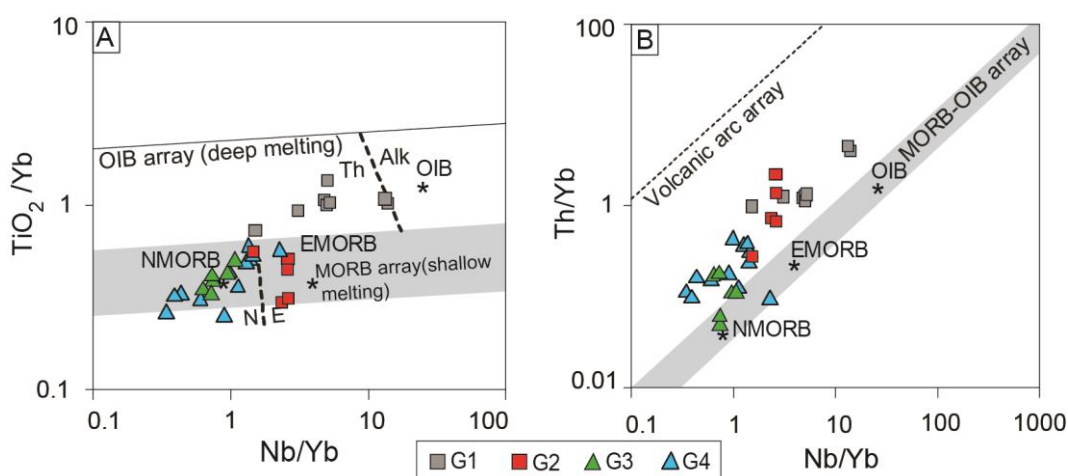 A
10
1
0.1
TiO2/Yb
OIB array (deep melting)
Th
Alk
OIB
*
NMORB
*
EMORB
*
MORB array(shallow
melting)
N
E
0.1
1
10
100
Nb/Yb
B
100
1
0.01
Th/Yb
Volcanic arc array
MORB-OIB array
OIB
*
EMORB
*
NMORB
*
0.1
1
10
100
1000
Nb/Yb
G1
G2
G3
G4